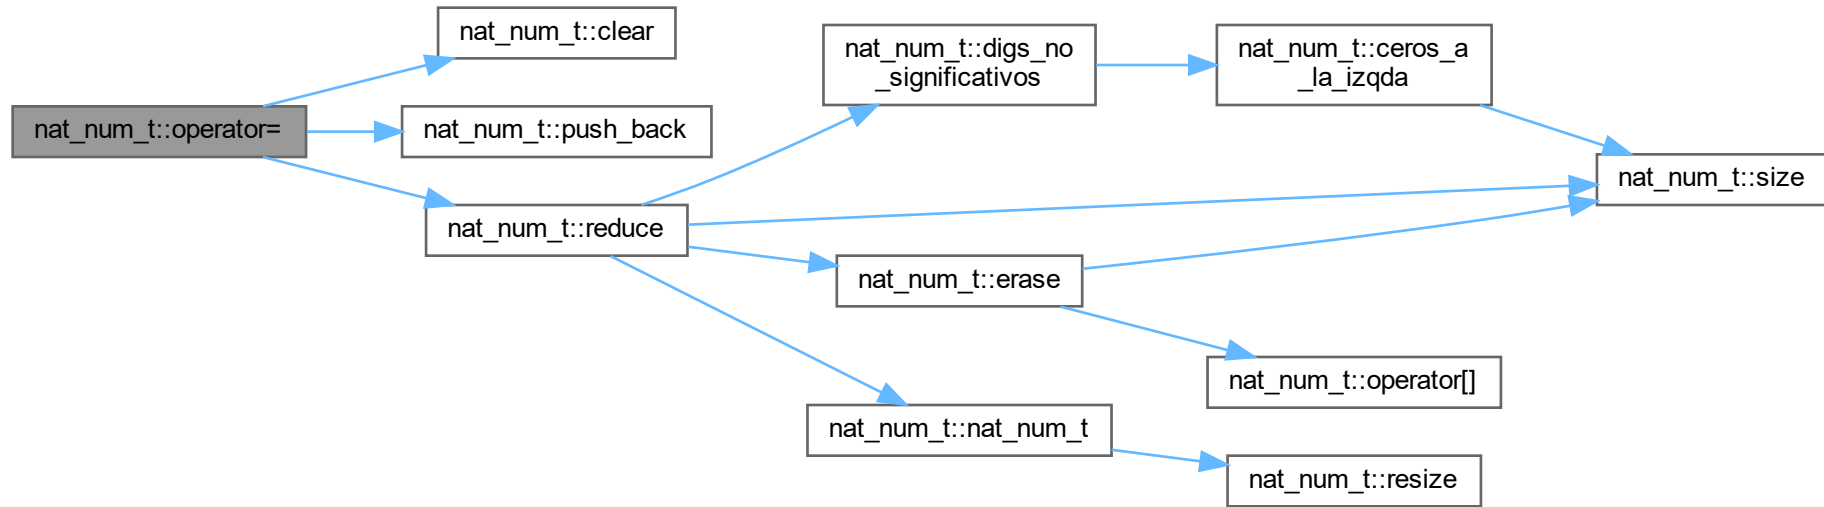 nat_num_t::operator=
nat_num_t::clear
nat_num_t::push_back
nat_num_t::reduce
nat_num_t::digs_no
_significativos
nat_num_t::ceros_a
_la_izqda
nat_num_t::size
nat_num_t::erase
nat_num_t::operator[]
nat_num_t::nat_num_t
nat_num_t::resize